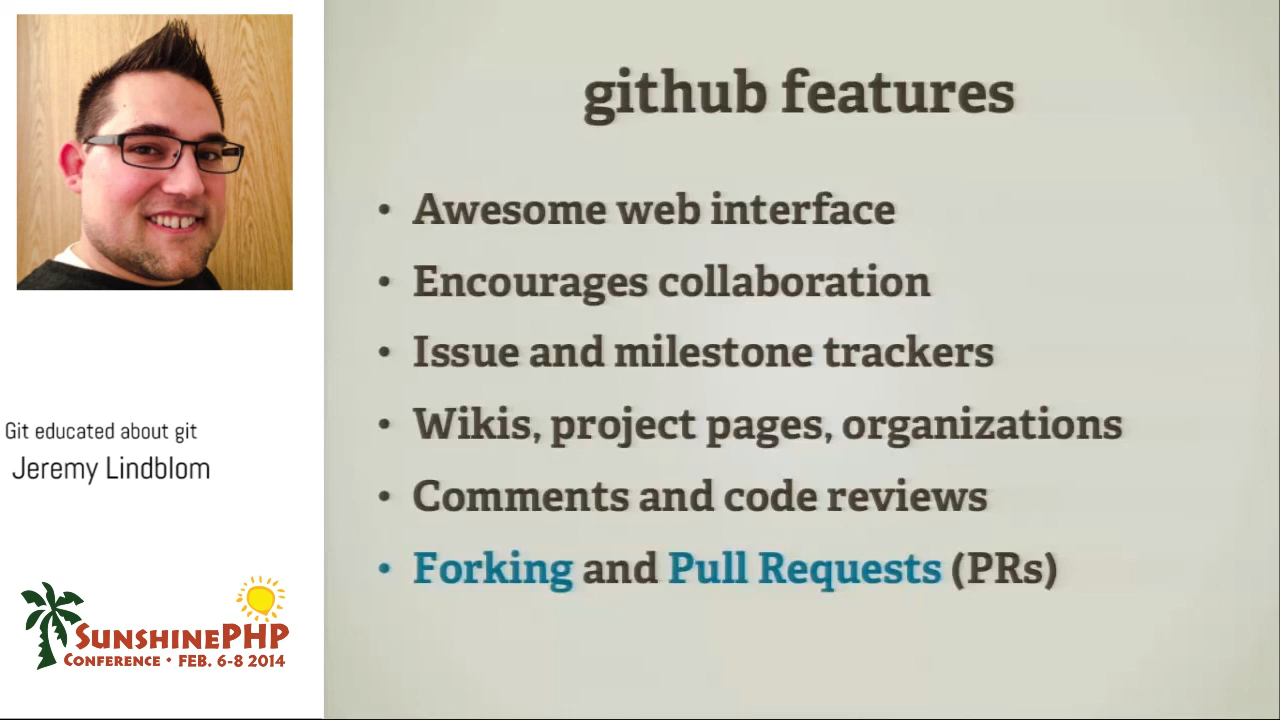 github features
• Awesome web interface
• Encourages collaboration
• Issue and milestone trackers
• Wikis, project pages, organizations
• Comments and code reviews
• Forking and Pull Requests (PRs)
Git educated about git
Jeremy Lindblom
SUNSHINEPHP
CONFERENCE • FEB. 6-8 2014